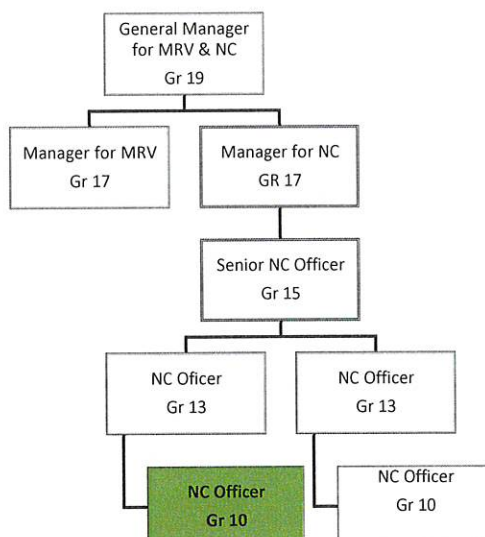 General Manager
for MRV & NC
Gr 19
Manager for MRV
Gr 17
Manager for NC
GR 17
Senior NC Officer
Gr 15
NC Oficer
Gr 13
NC Officer
Gr 13
NC Officer
Gr 10
NC Officer
Gr 10